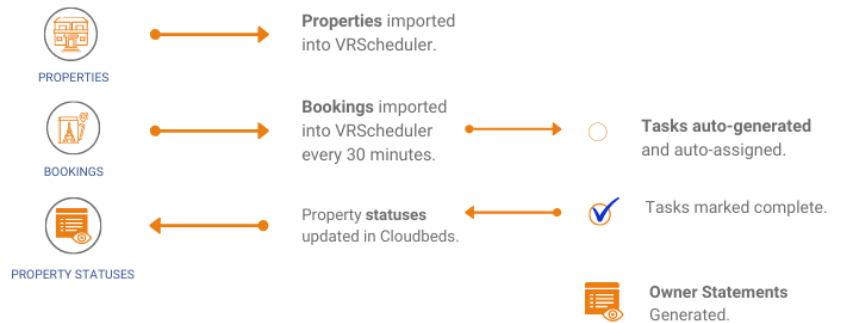 PROPERTIES
Properties imported
into VRScheduler.
BOOKINGS
Bookings imported
into VRScheduler
every 30 minutes.
Tasks auto-generated
and auto-assigned.
PROPERTY STATUSES
Property statuses
updated in Cloudbeds.
Tasks marked complete.
Owner Statements
Generated.